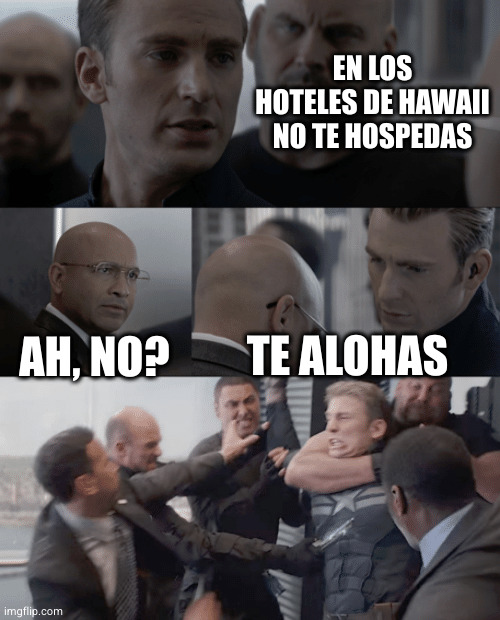 EN LOS
HOTELES DE HAWAII
NO TE HOSPEDAS
AH, NO?
TE ALOHAS
imgflip.com